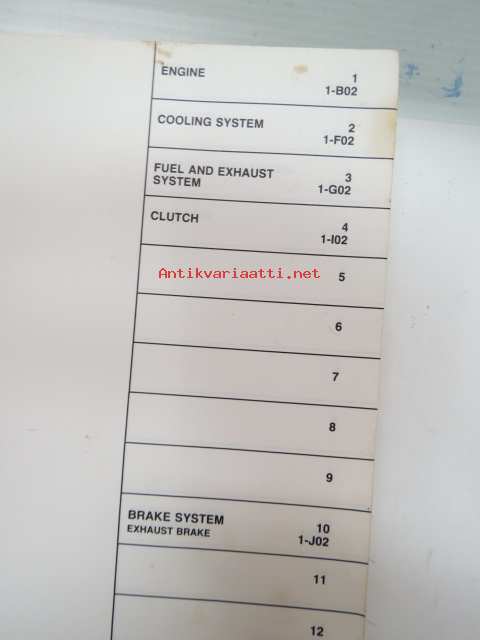 ENGINE
1
1-B02
COOLING SYSTEM
2
1-F02
FUEL AND EXHAUST
SYSTEM
3
1-G02
CLUTCH
4
1-I02
Antikvariaatti.net
5
6
7
8
9
BRAKE SYSTEM
EXHAUST BRAKE
10
1-J02
11
12